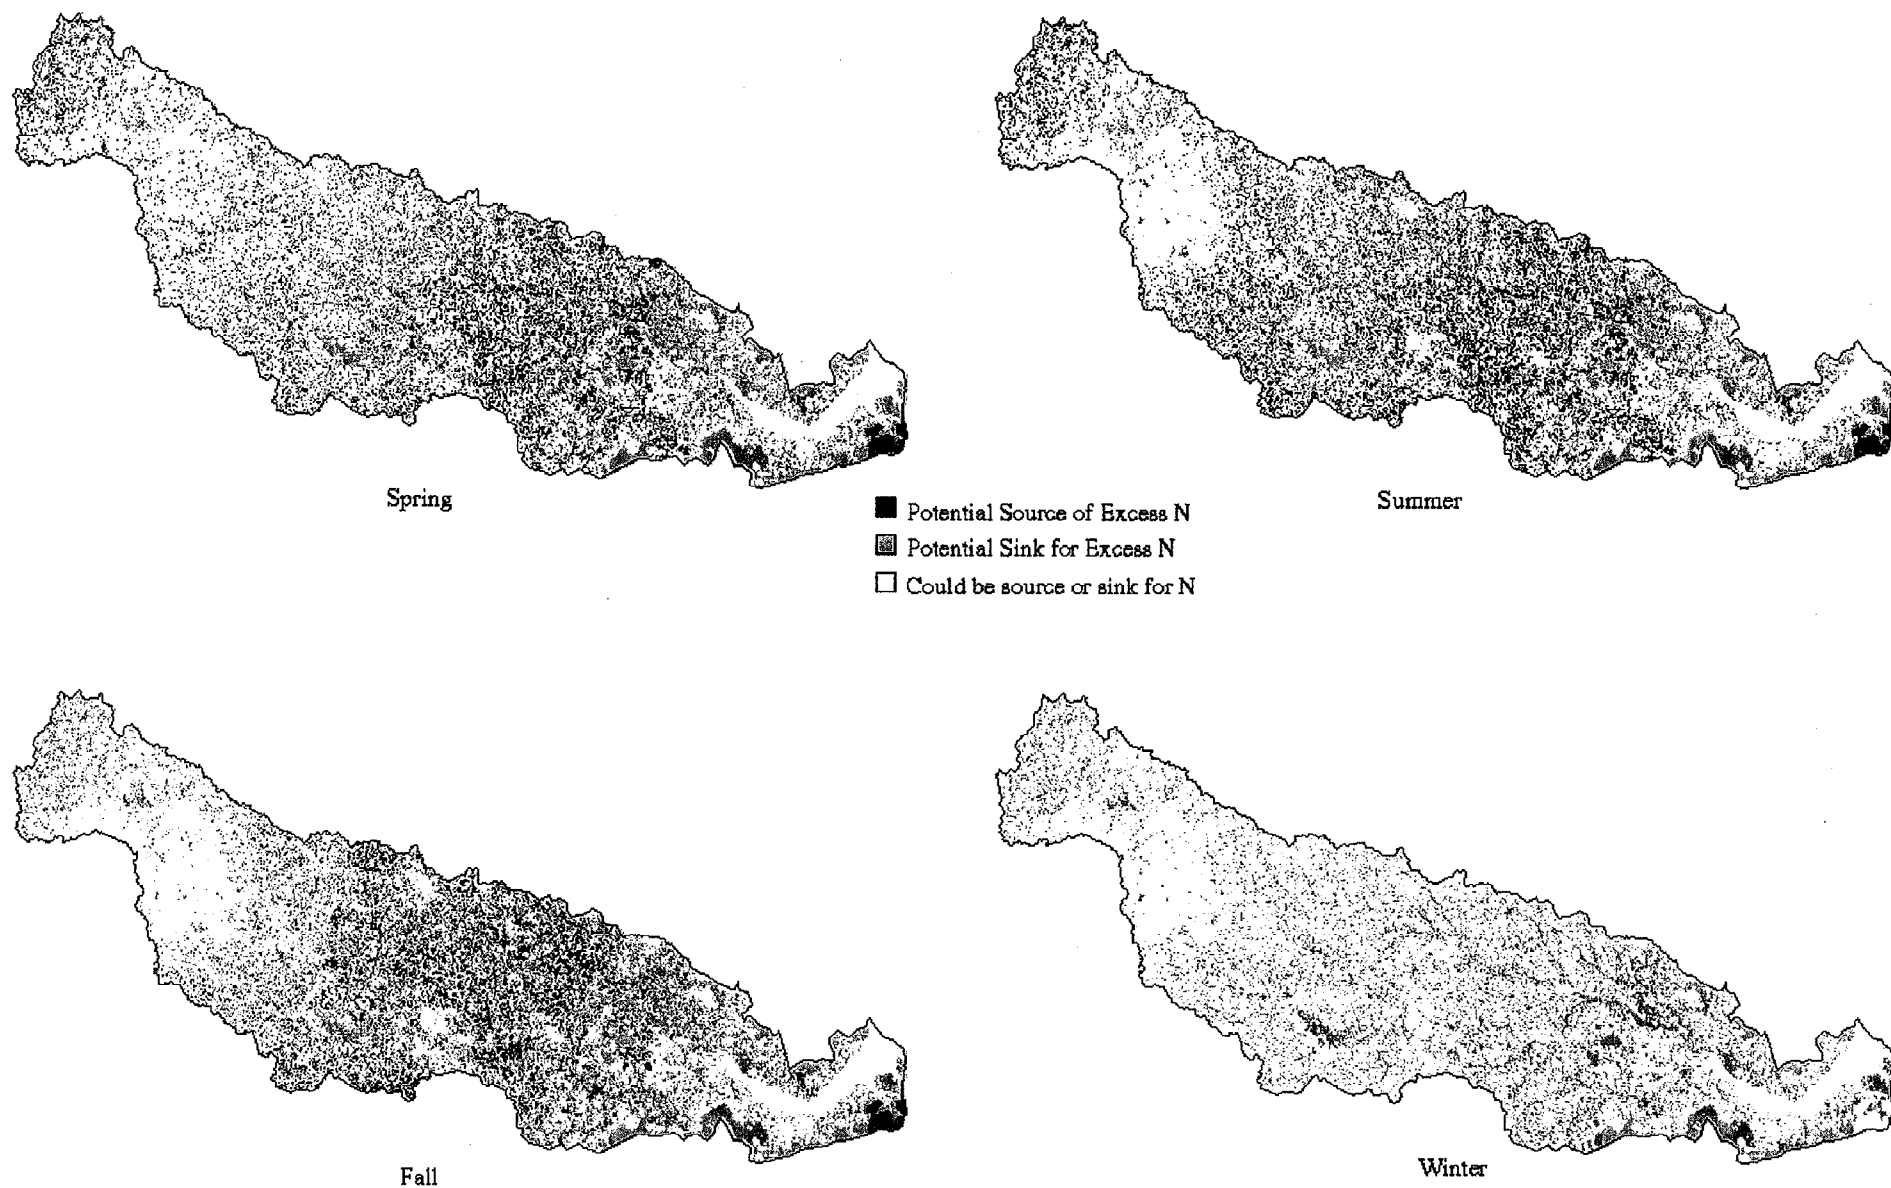 Spring
Summer
Potential Source of Excess N
Potential Sink for Excess N
Could be source or sink for N
Fall
Winter